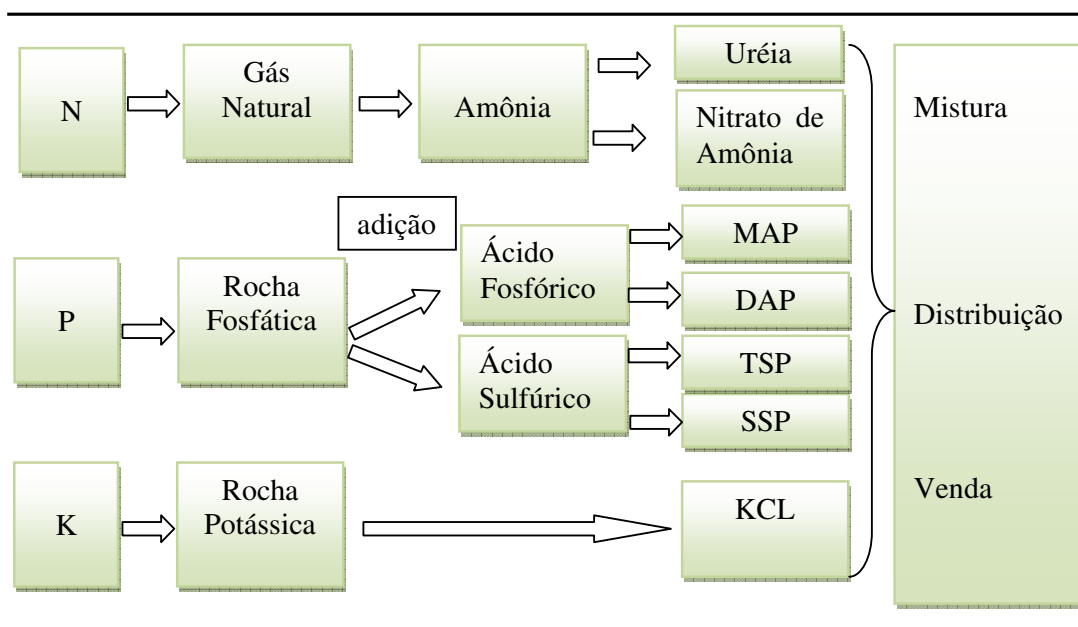 N
Gás
Natural
Amônia
Uréia
Nitrato de
Amônia
adição
P
Rocha
Fosfática
Ácido
Fosfórico
MAP
DAP
Ácido
Sulfúrico
TSP
SSP
K
Rocha
Potássica
KCL
Mistura
Distribuição
Venda